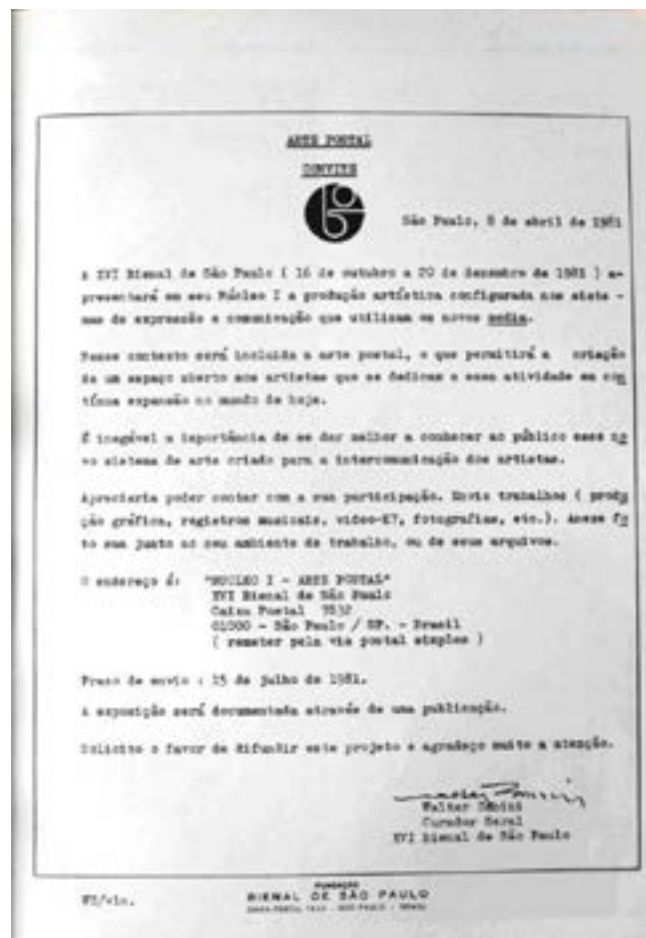 ARTE POSTAL
CONVITE
São Paulo, 8 de abril de 1981
A XVI Bienal de São Paulo ( 16 de outubro a 20 de dezembro de 1981 ) a-
presentará em seu Núcleo I a produção artística configurada nos siste -
mas de expressão e comunicação que utilizam os novos media.
Nesse contexto será incluida a arte postal, o que permitirá a criação
de um espaço aberto aos artistas que se dedicam a essa atividade em con
tínua expansão no mundo de hoje.
É inegável a importância de se dar melhor a conhecer ao público esse no
vo sistema de arte criado para a intercomunicação dos artistas.
Apreciaria poder contar com a sua participação. Envie trabalhos ( produ
ção gráfica, registros musicais, video-K7, fotografias, etc.). Anexe fo
to sua junto ao seu ambiente de trabalho, ou de seus arquivos.
O endereço é: "NUCLEO I - ARTE POSTAL"
XVI Bienal de São Paulo
Caixa Postal
01000 - São Paulo / SP. - Brasil
( remeter pela via postal simples )
Prazo de envio : 15 de julho de 1981.
A exposição será documentada através de uma publicação.
Solicito o favor de difundir este projeto e agradeço muito a atenção.
Walter Zanini
Curador Geral
XVI Bienal de São Paulo
FUNDAÇÃO
BIENAL DE SÃO PAULO